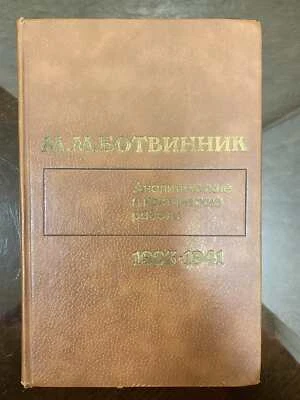 М.М.БОТВИННИК
Аналитические
и критические
работы
1923-1941